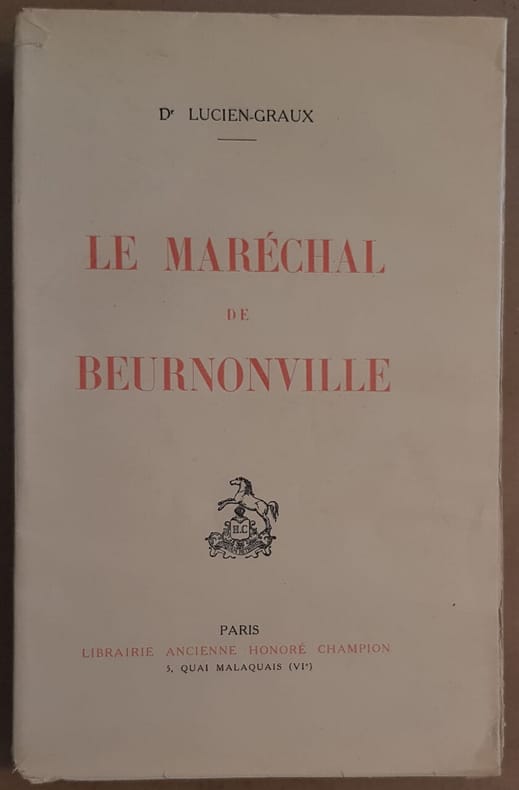 Dr LUCIEN-GRAUX
LE MARÉCHAL
DE
BEURNONVILLE
H.C
PARIS
LIBRAIRIE ANCIENNE HONORÉ CHAMPION
5, QUAI MALAQUAIS (VIe)